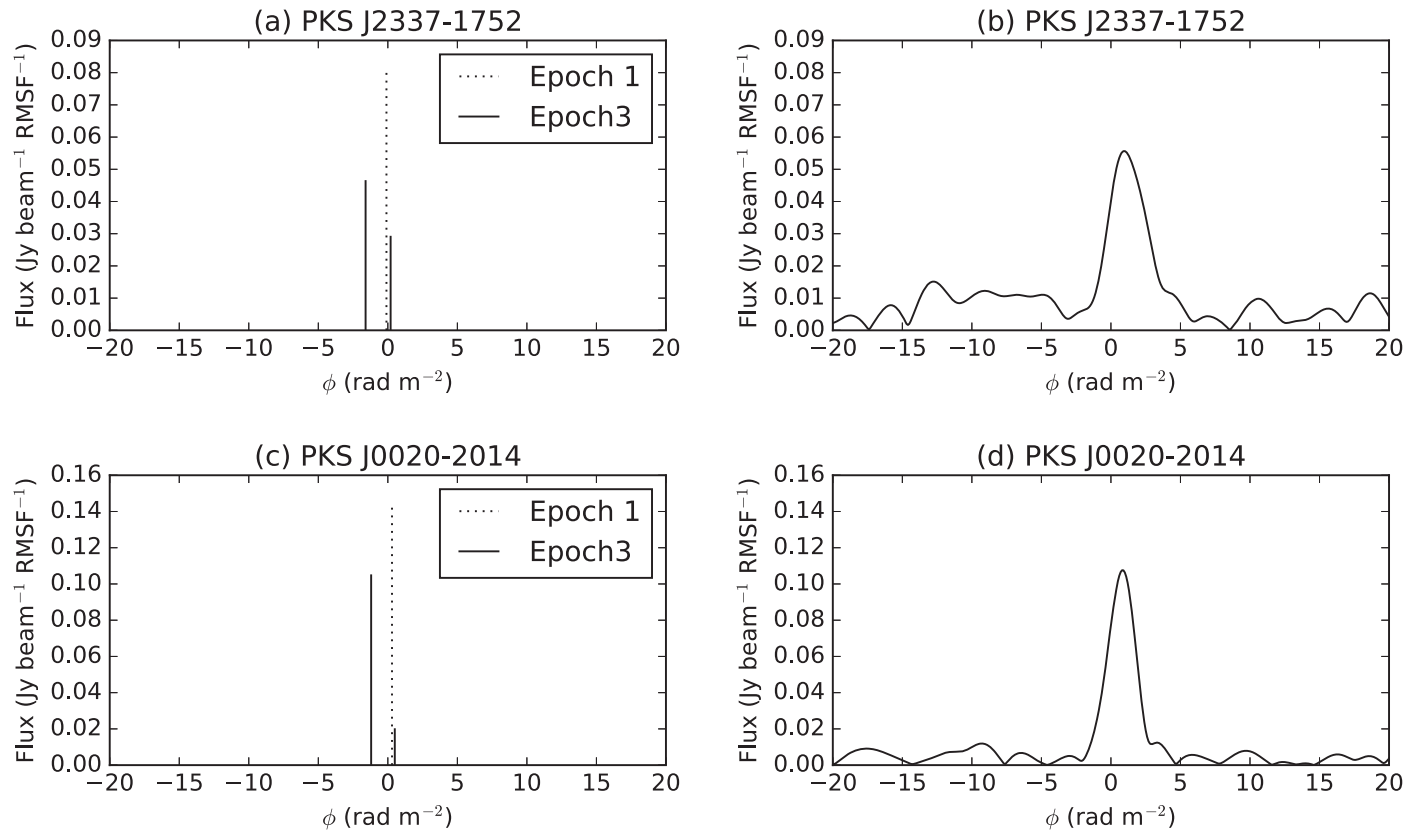 (a) PKS J2337-1752
Flux (Jy beam⁻¹ RMSF⁻¹)
0.09
0.08
0.07
0.06
0.05
0.04
0.03
0.02
0.01
0.00
Epoch 1
Epoch3
−20 −15 −10 −5 0 5 10 15 20
ϕ (rad m⁻²)
(b) PKS J2337-1752
Flux (Jy beam⁻¹ RMSF⁻¹)
0.09
0.08
0.07
0.06
0.05
0.04
0.03
0.02
0.01
0.00
−20 −15 −10 −5 0 5 10 15 20
ϕ (rad m⁻²)
(c) PKS J0020-2014
Flux (Jy beam⁻¹ RMSF⁻¹)
0.16
0.14
0.12
0.10
0.08
0.06
0.04
0.02
0.00
Epoch 1
Epoch3
−20 −15 −10 −5 0 5 10 15 20
ϕ (rad m⁻²)
(d) PKS J0020-2014
Flux (Jy beam⁻¹ RMSF⁻¹)
0.16
0.14
0.12
0.10
0.08
0.06
0.04
0.02
0.00
−20 −15 −10 −5 0 5 10 15 20
ϕ (rad m⁻²)